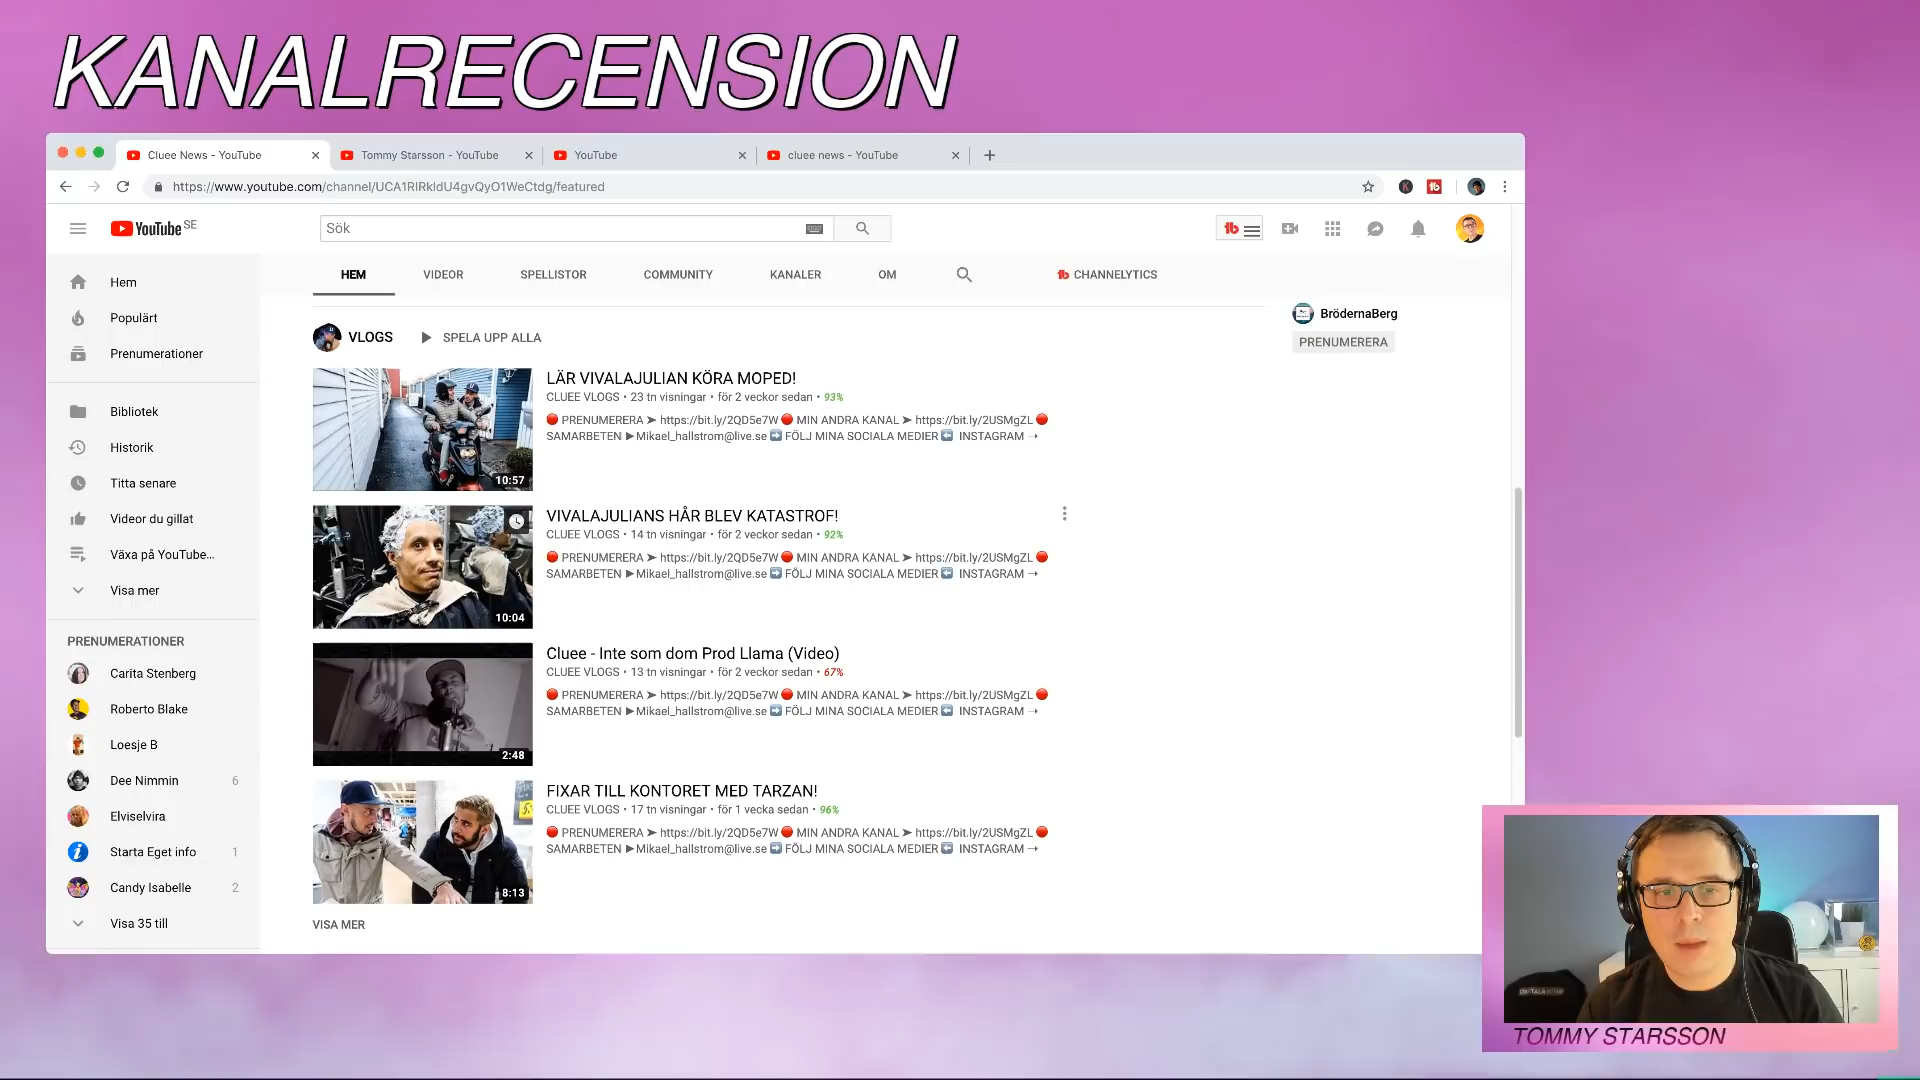 KANALRECENSION
Cluee News - YouTube
Tommy Starsson - YouTube
YouTube
cluee news - YouTube
https://www.youtube.com/channel/UCA1RlRkldU4gvQyO1WeCtdg/featured
YouTube SE
Sök
HEM
VIDEOR
SPELLISTOR
COMMUNITY
KANALER
OM
CHANNELYTICS
Hem
Populärt
Prenumerationer
Bibliotek
Historik
Titta senare
Videor du gillat
Växa på YouTube...
Visa mer
PRENUMERATIONER
Carita Stenberg
Roberto Blake
Loesje B
Dee Nimmin 6
Elviselvira
Starta Eget info 1
Candy Isabelle 2
Visa 35 till
VLOGS
SPELA UPP ALLA
LÄR VIVALAJULIAN KÖRA MOPED!
CLUEE VLOGS • 23 tn visningar • för 2 veckor sedan • 93%
🔴 PRENUMERERA ➤ https://bit.ly/2QD5e7W 🔴 MIN ANDRA KANAL ➤ https://bit.ly/2USMgZL 🔴
SAMARBETEN ▶Mikael_hallstrom@live.se ➡️ FÖLJ MINA SOCIALA MEDIER ⬅️ INSTAGRAM →
10:57
VIVALAJULIANS HÅR BLEV KATASTROF!
CLUEE VLOGS • 14 tn visningar • för 2 veckor sedan • 92%
🔴 PRENUMERERA ➤ https://bit.ly/2QD5e7W 🔴 MIN ANDRA KANAL ➤ https://bit.ly/2USMgZL 🔴
SAMARBETEN ▶Mikael_hallstrom@live.se ➡️ FÖLJ MINA SOCIALA MEDIER ⬅️ INSTAGRAM →
10:04
Cluee - Inte som dom Prod Llama (Video)
CLUEE VLOGS • 13 tn visningar • för 2 veckor sedan • 67%
🔴 PRENUMERERA ➤ https://bit.ly/2QD5e7W 🔴 MIN ANDRA KANAL ➤ https://bit.ly/2USMgZL 🔴
SAMARBETEN ▶Mikael_hallstrom@live.se ➡️ FÖLJ MINA SOCIALA MEDIER ⬅️ INSTAGRAM →
2:48
FIXAR TILL KONTORET MED TARZAN!
CLUEE VLOGS • 17 tn visningar • för 1 vecka sedan • 96%
🔴 PRENUMERERA ➤ https://bit.ly/2QD5e7W 🔴 MIN ANDRA KANAL ➤ https://bit.ly/2USMgZL 🔴
SAMARBETEN ▶Mikael_hallstrom@live.se ➡️ FÖLJ MINA SOCIALA MEDIER ⬅️ INSTAGRAM →
8:13
VISA MER
BrödernaBerg
PRENUMERERA
TOMMY STARSSON